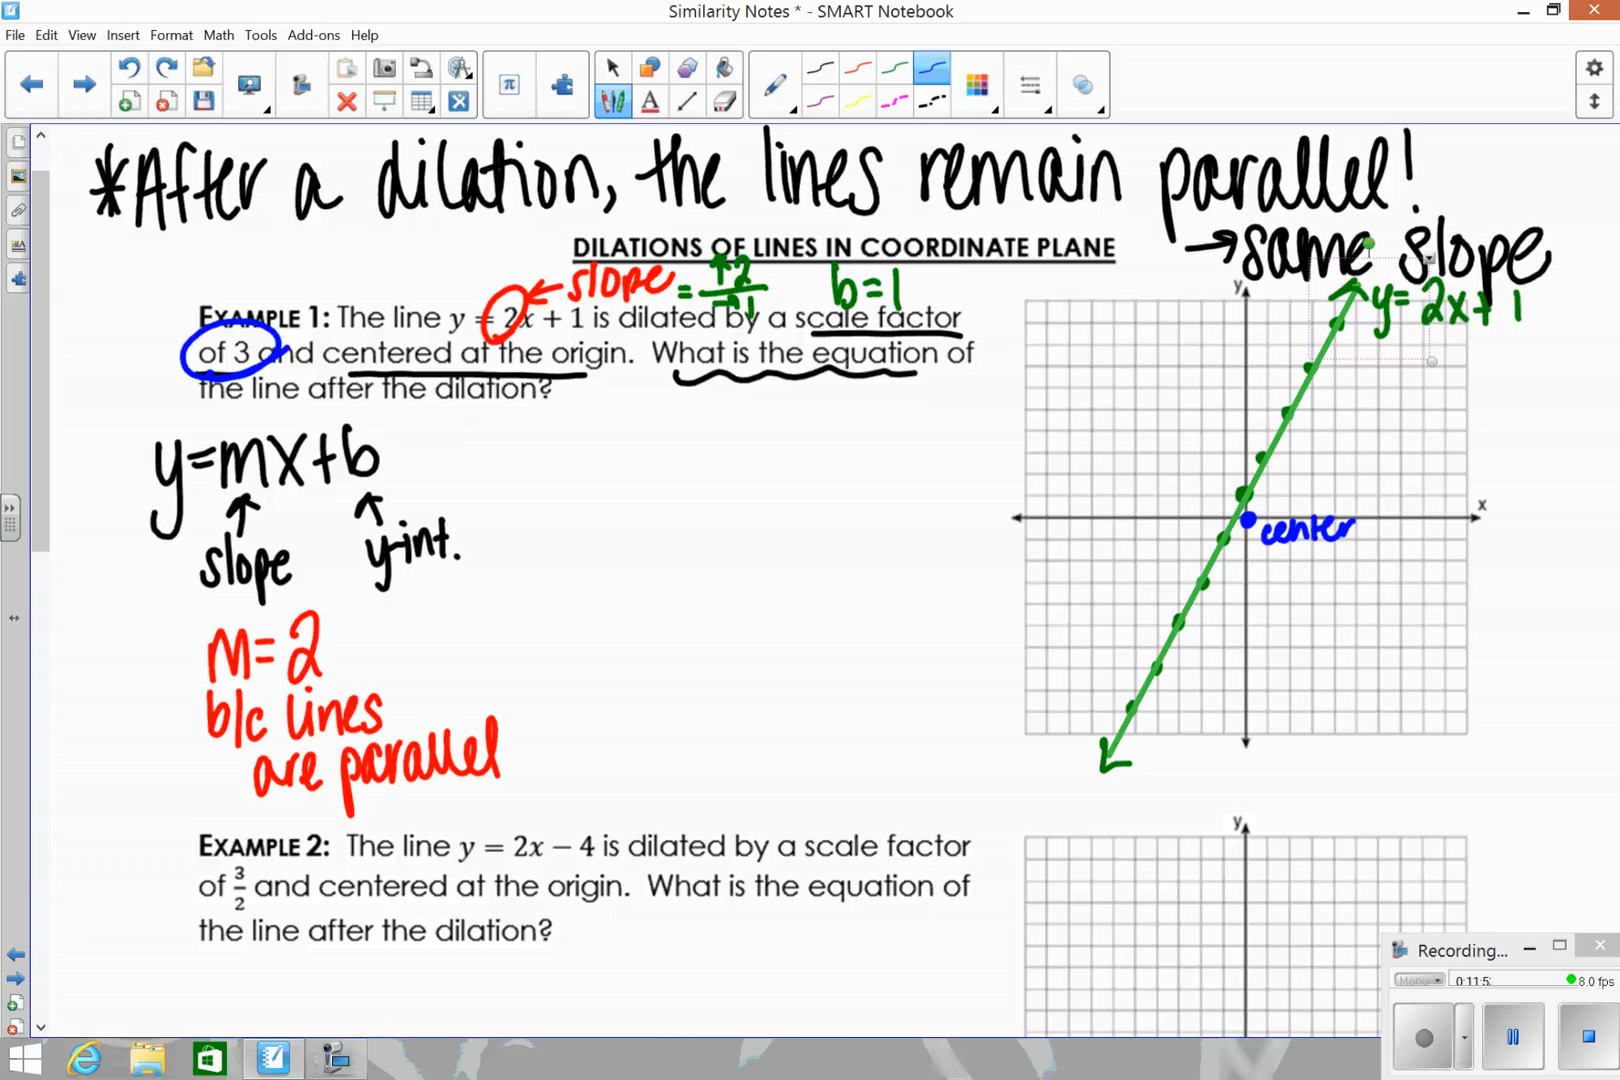 Similarity Notes * - SMART Notebook
File Edit View Insert Format Math Tools Add-ons Help
*After a dilation, the lines remain parallel!
→same slope
DILATIONS OF LINES IN COORDINATE PLANE
slope = ↑2/→1 b=1
EXAMPLE 1: The line y = 2x + 1 is dilated by a scale factor
of 3 and centered at the origin. What is the equation of
the line after the dilation?
y=mx+b
slope
y-int.
m=2
b/c lines
are parallel
y
y=2x+1
x
center
EXAMPLE 2: The line y = 2x − 4 is dilated by a scale factor
of 3/2 and centered at the origin. What is the equation of
the line after the dilation?
y
Recording...
Menu
0:11:5
8.0 fps